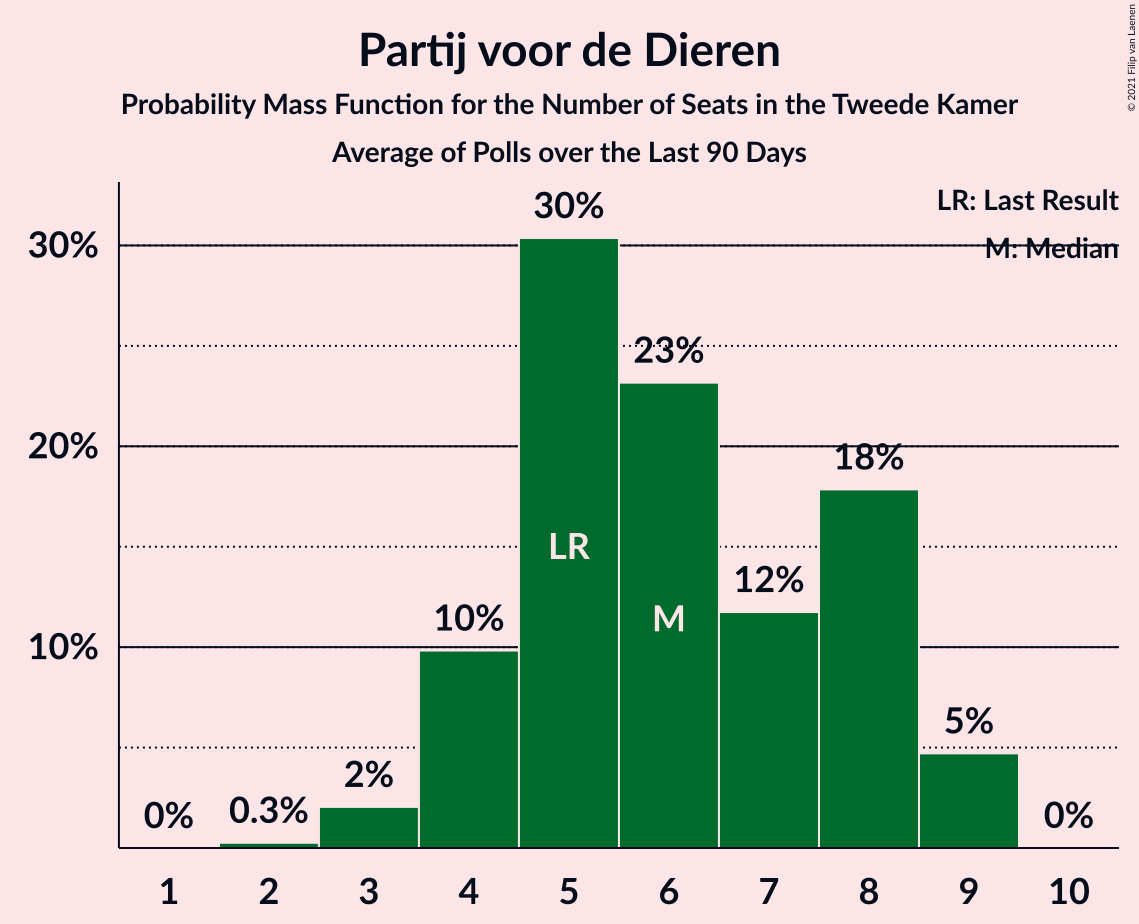 Partij voor de Dieren
Probability Mass Function for the Number of Seats in the Tweede Kamer
Average of Polls over the Last 90 Days
© 2021 Filip van Laenen
LR: Last Result
M: Median
30%
20%
10%
0%
0.3%
2%
10%
30%
23%
12%
18%
5%
0%
LR
M
1 2 3 4 5 6 7 8 9 10